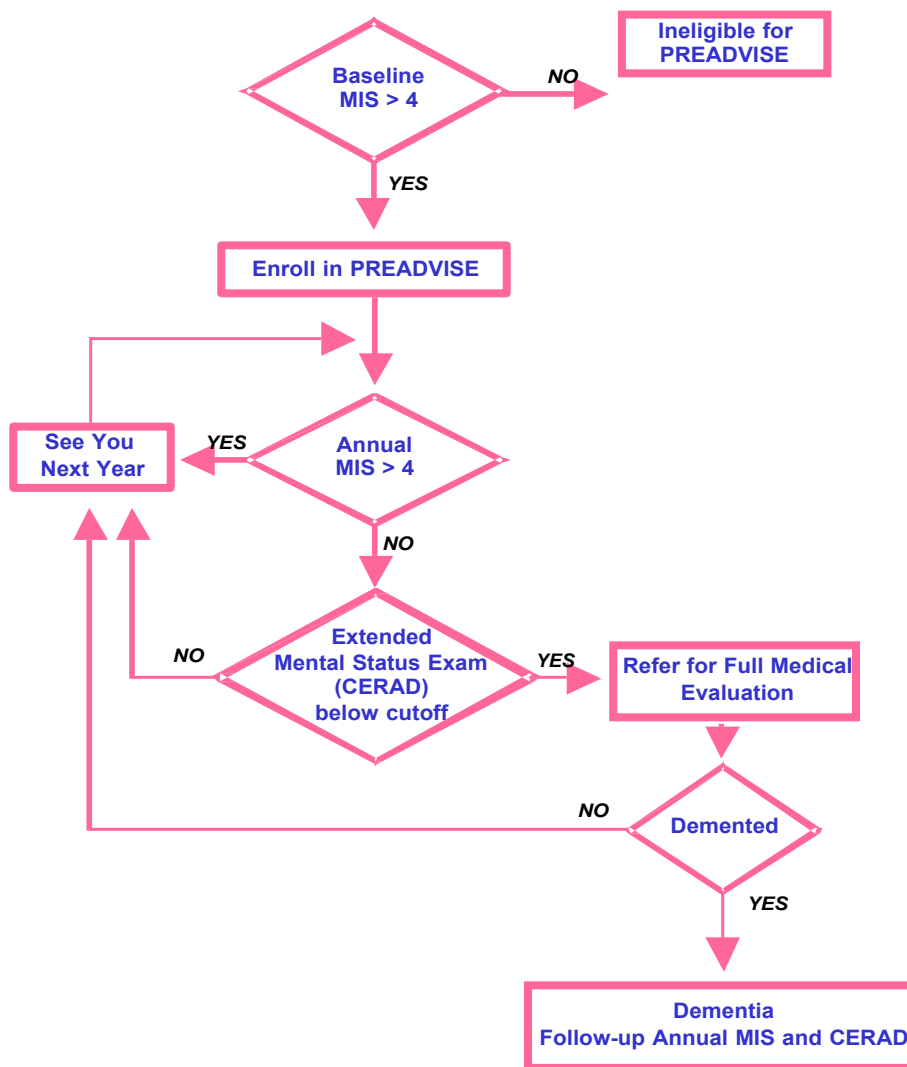 Ineligible for
PREADVISE
Baseline
MIS > 4
NO
YES
Enroll in PREADVISE
See You
Next Year
YES
Annual
MIS > 4
NO
Extended
Mental Status Exam
(CERAD)
below cutoff
NO
YES
Refer for Full Medical
Evaluation
NO
Demented
YES
Dementia
Follow-up Annual MIS and CERAD